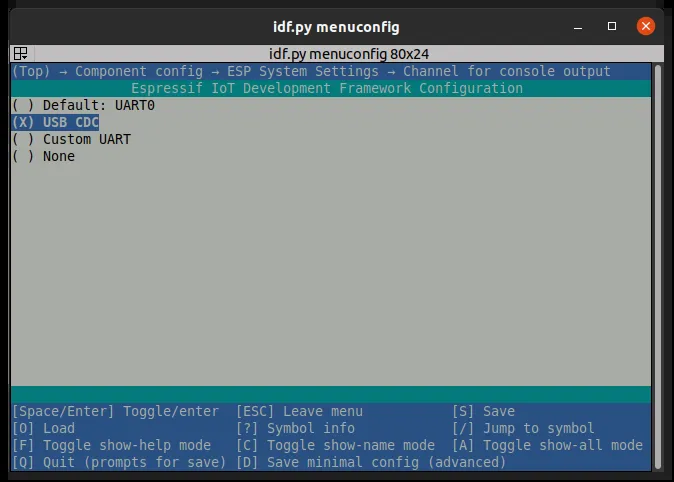 idf.py menuconfig
idf.py menuconfig 80x24
(Top) → Component config → ESP System Settings → Channel for console output
Espressif IoT Development Framework Configuration
( ) Default: UART0
(X) USB CDC
( ) Custom UART
( ) None
[Space/Enter] Toggle/enter [ESC] Leave menu [S] Save
[O] Load [?] Symbol info [/] Jump to symbol
[F] Toggle show-help mode [C] Toggle show-name mode [A] Toggle show-all mode
[Q] Quit (prompts for save) [D] Save minimal config (advanced)